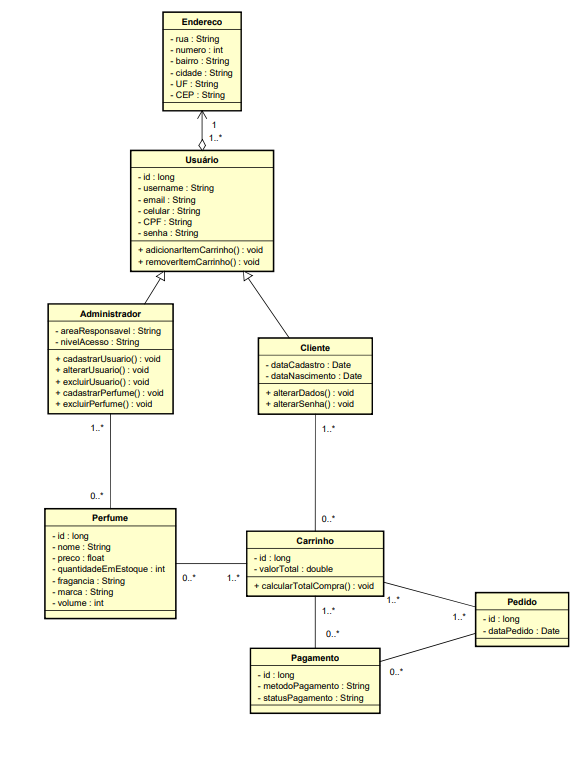 Endereco
- rua : String
- numero : int
- bairro : String
- cidade : String
- UF : String
- CEP : String
1
1..*
Usuário
- id : long
- username : String
- email : String
- celular : String
- CPF : String
- senha : String
+ adicionarItemCarrinho() : void
+ removerItemCarrinho() : void
Administrador
- areaResponsavel : String
- nivelAcesso : String
+ cadastrarUsuario() : void
+ alterarUsuario() : void
+ excluirUsuario() : void
+ cadastrarPerfume() : void
+ excluirPerfume() : void
Cliente
- dataCadastro : Date
- dataNascimento : Date
+ alterarDados() : void
+ alterarSenha() : void
1..*
1..*
0..*
0..*
Perfume
- id : long
- nome : String
- preco : float
- quantidadeEmEstoque : int
- fragancia : String
- marca : String
- volume : int
0..*
1..*
Carrinho
- id : long
- valorTotal : double
+ calcularTotalCompra() : void
1..*
1..*
1..*
0..*
Pedido
- id : long
- dataPedido : Date
Pagamento
- id : long
- metodoPagamento : String
- statusPagamento : String
0..*